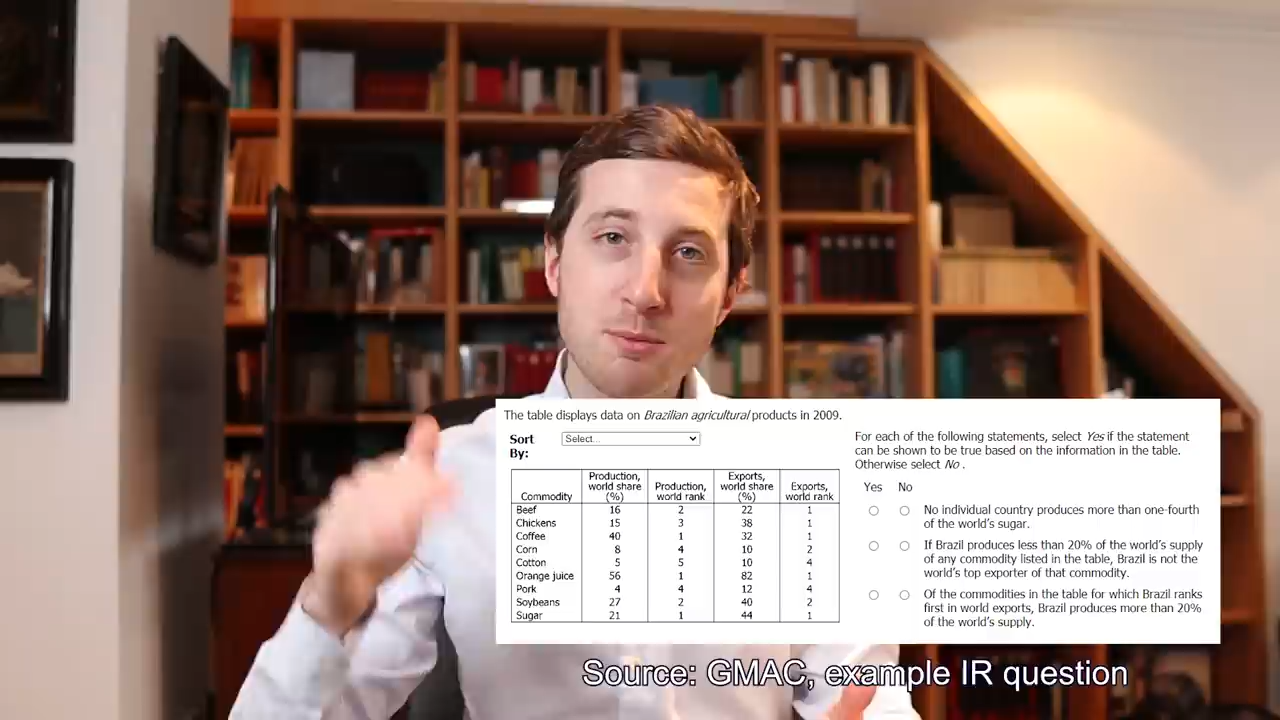 The table displays data on Brazilian agricultural products in 2009.
Sort
By:
Select...
Commodity
Production,
world share
(%)
Production,
world rank
Exports,
world share
(%)
Exports,
world rank
Beef 16 2 22 1
Chickens 15 3 38 1
Coffee 40 1 32 1
Corn 8 4 10 2
Cotton 5 5 10 4
Orange juice 56 1 82 1
Pork 4 4 12 4
Soybeans 27 2 40 2
Sugar 21 1 44 1
For each of the following statements, select Yes if the statement
can be shown to be true based on the information in the table.
Otherwise select No .
Yes No
No individual country produces more than one-fourth
of the world's sugar.
If Brazil produces less than 20% of the world's supply
of any commodity listed in the table, Brazil is not the
world's top exporter of that commodity.
Of the commodities in the table for which Brazil ranks
first in world exports, Brazil produces more than 20%
of the world's supply.
Source: GMAC, example IR question